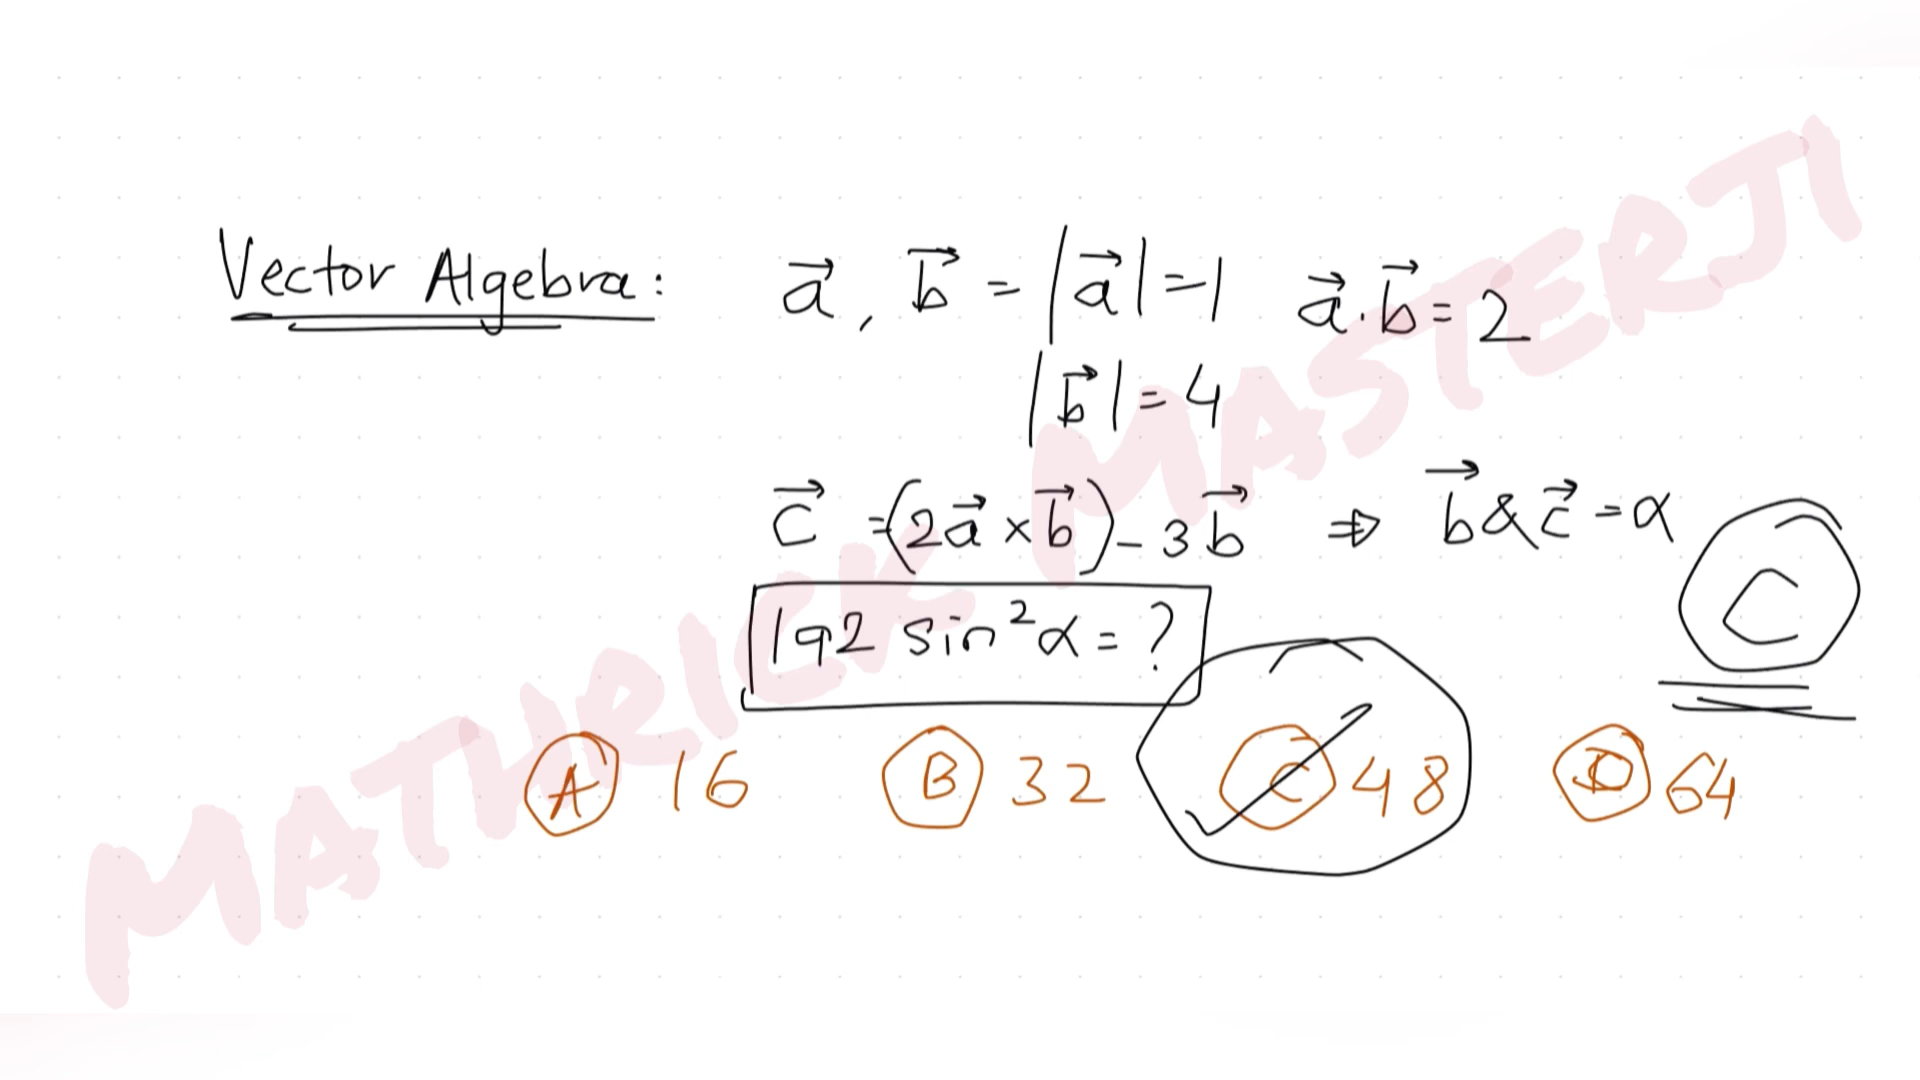 Vector Algebra: a⃗, b⃗ = |a⃗| = 1 a⃗.b⃗ = 2
|b⃗| = 4
c⃗ = (2a⃗ × b⃗) - 3b⃗ ⇒ b⃗ & c⃗ = α
C
192 sin²α = ?
A 16 B 32 C 48 D 64
MATHRICK MASTERJI